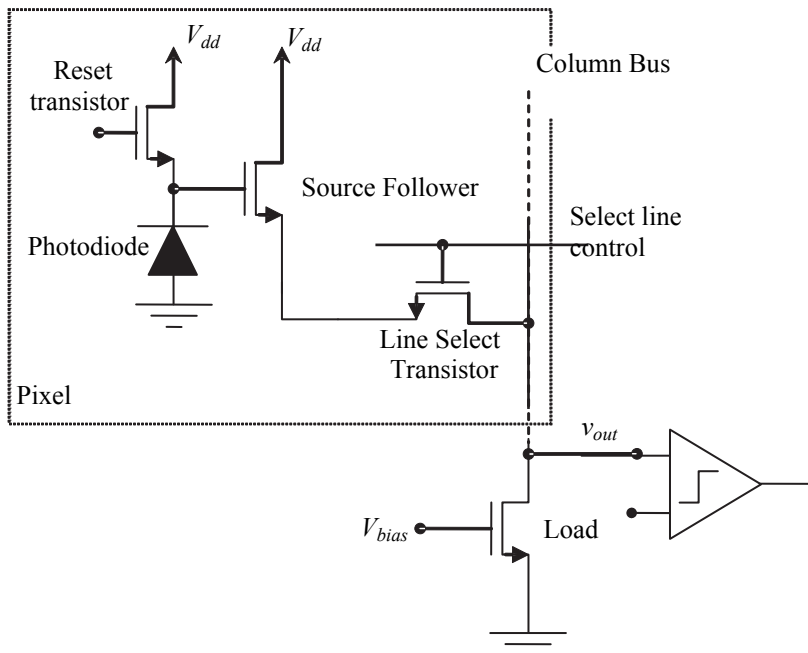 V_dd
V_dd
Column Bus
Reset
transistor
Source Follower
Select line
control
Photodiode
Line Select
Transistor
Pixel
v_out
V_bias
Load